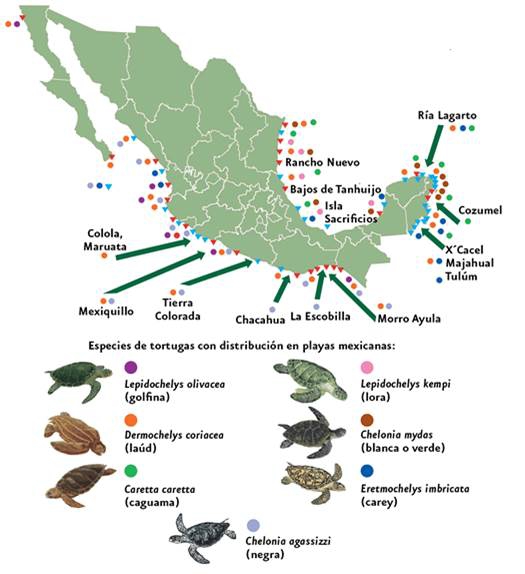 Ría Lagarto
Rancho Nuevo
Bajos de Tanhuijo
Isla
Sacrificios
Cozumel
X´Cacel
Majahual
Tulúm
Colola,
Maruata
Mexiquillo
Tierra
Colorada
Chacahua
La Escobilla
Morro Ayula
Especies de tortugas con distribución en playas mexicanas:
Lepidochelys olivacea
(golfina)
Lepidochelys kempi
(lora)
Dermochelys coriacea
(laúd)
Chelonia mydas
(blanca o verde)
Caretta caretta
(caguama)
Eretmochelys imbricata
(carey)
Chelonia agassizzi
(negra)